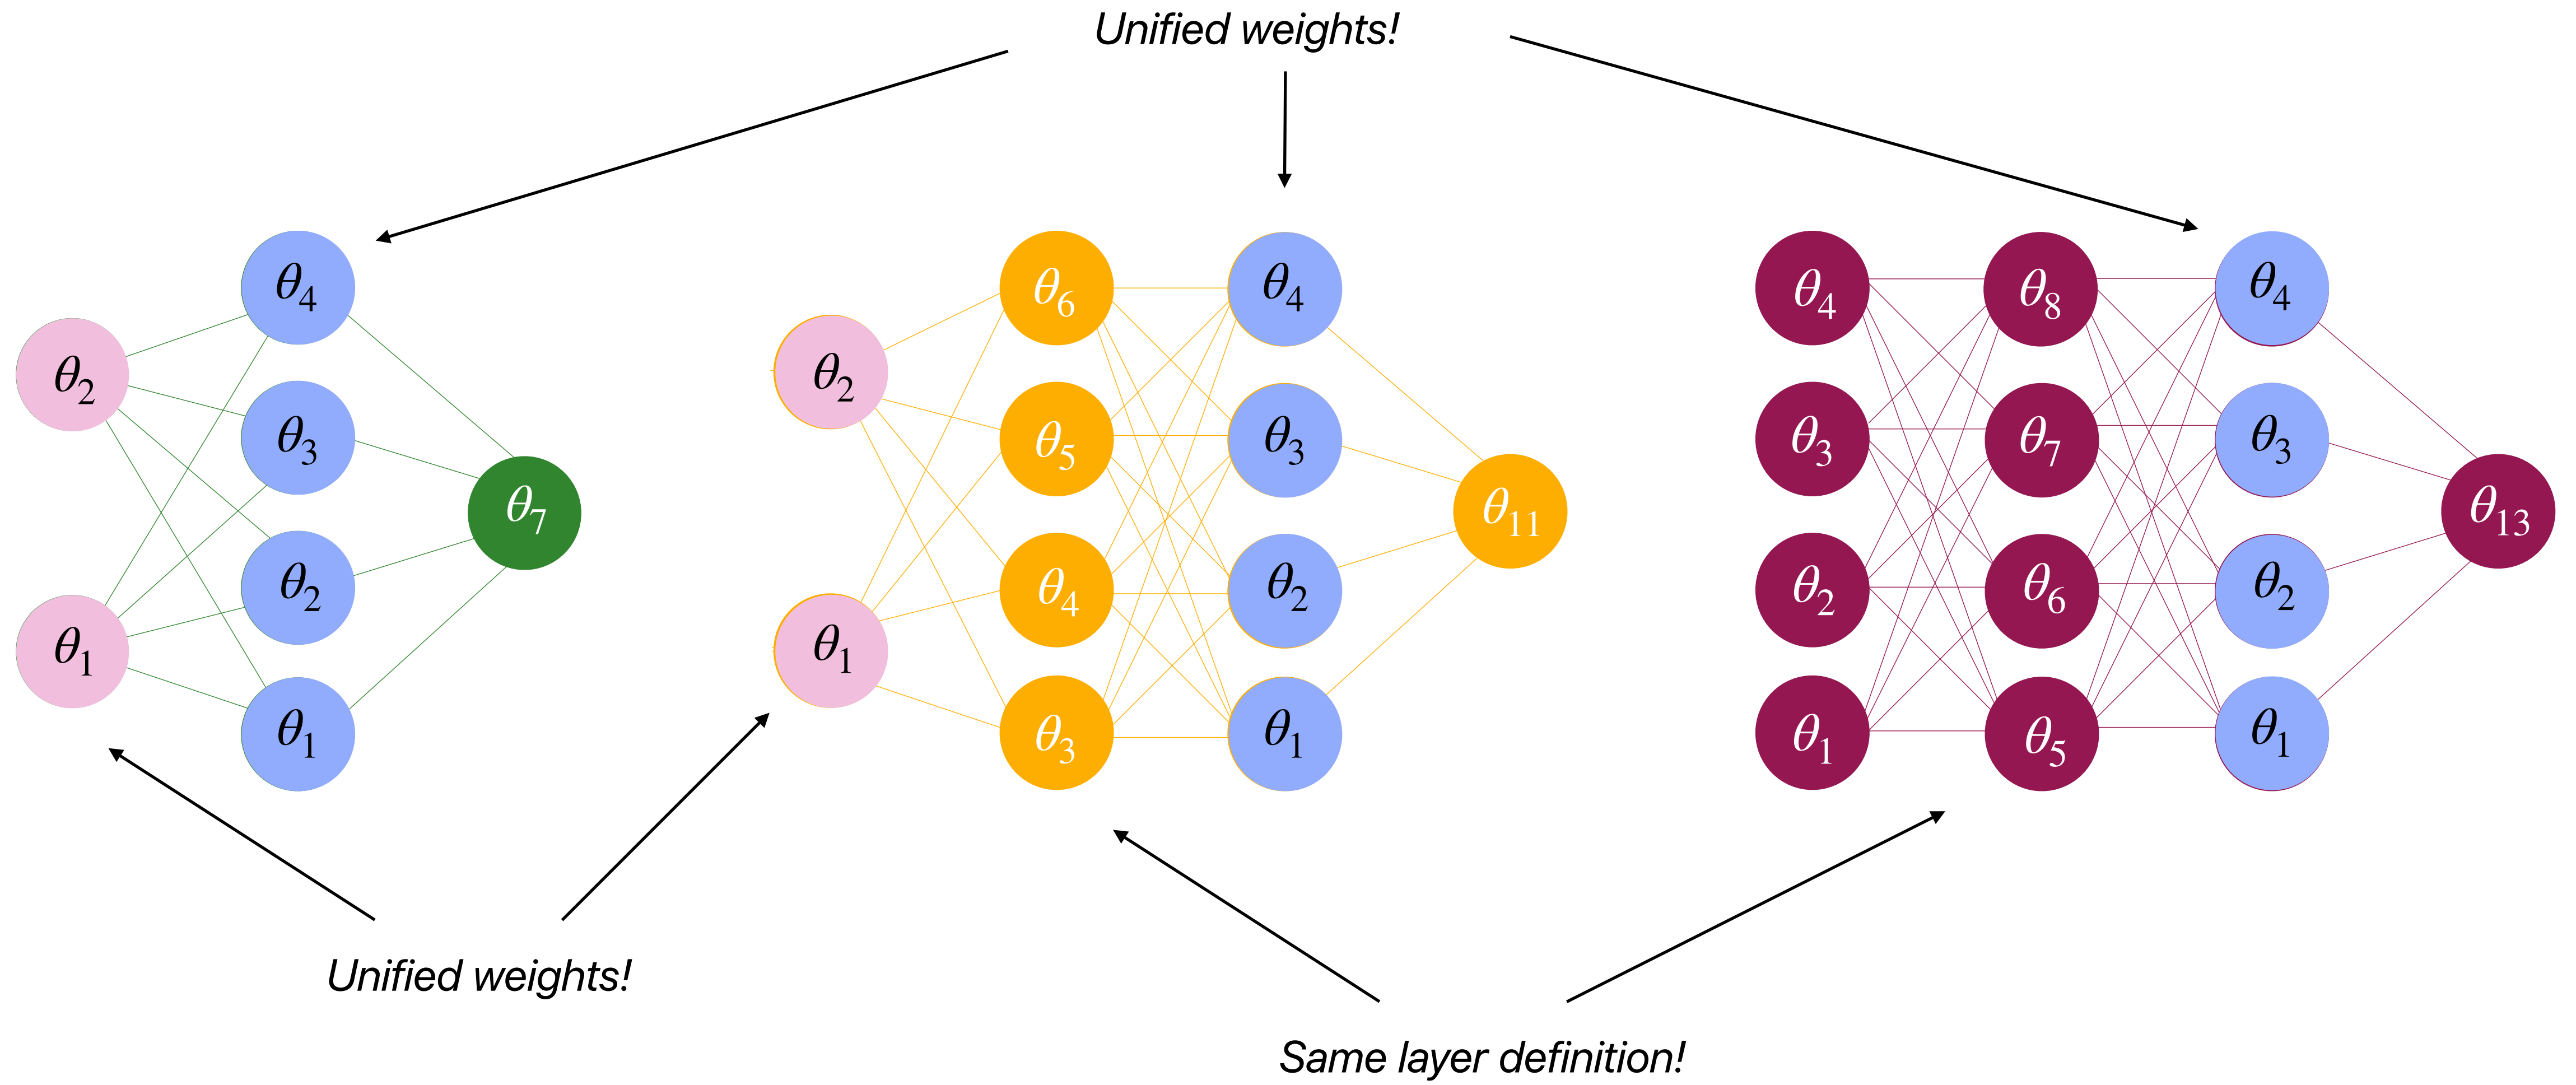 Unified weights!
θ₂
θ₁
θ₄
θ₃
θ₂
θ₁
θ₇
θ₂
θ₁
θ₆
θ₅
θ₄
θ₃
θ₄
θ₃
θ₂
θ₁
θ₁₁
θ₄
θ₃
θ₂
θ₁
θ₈
θ₇
θ₆
θ₅
θ₄
θ₃
θ₂
θ₁
θ₁₃
Unified weights!
Same layer definition!